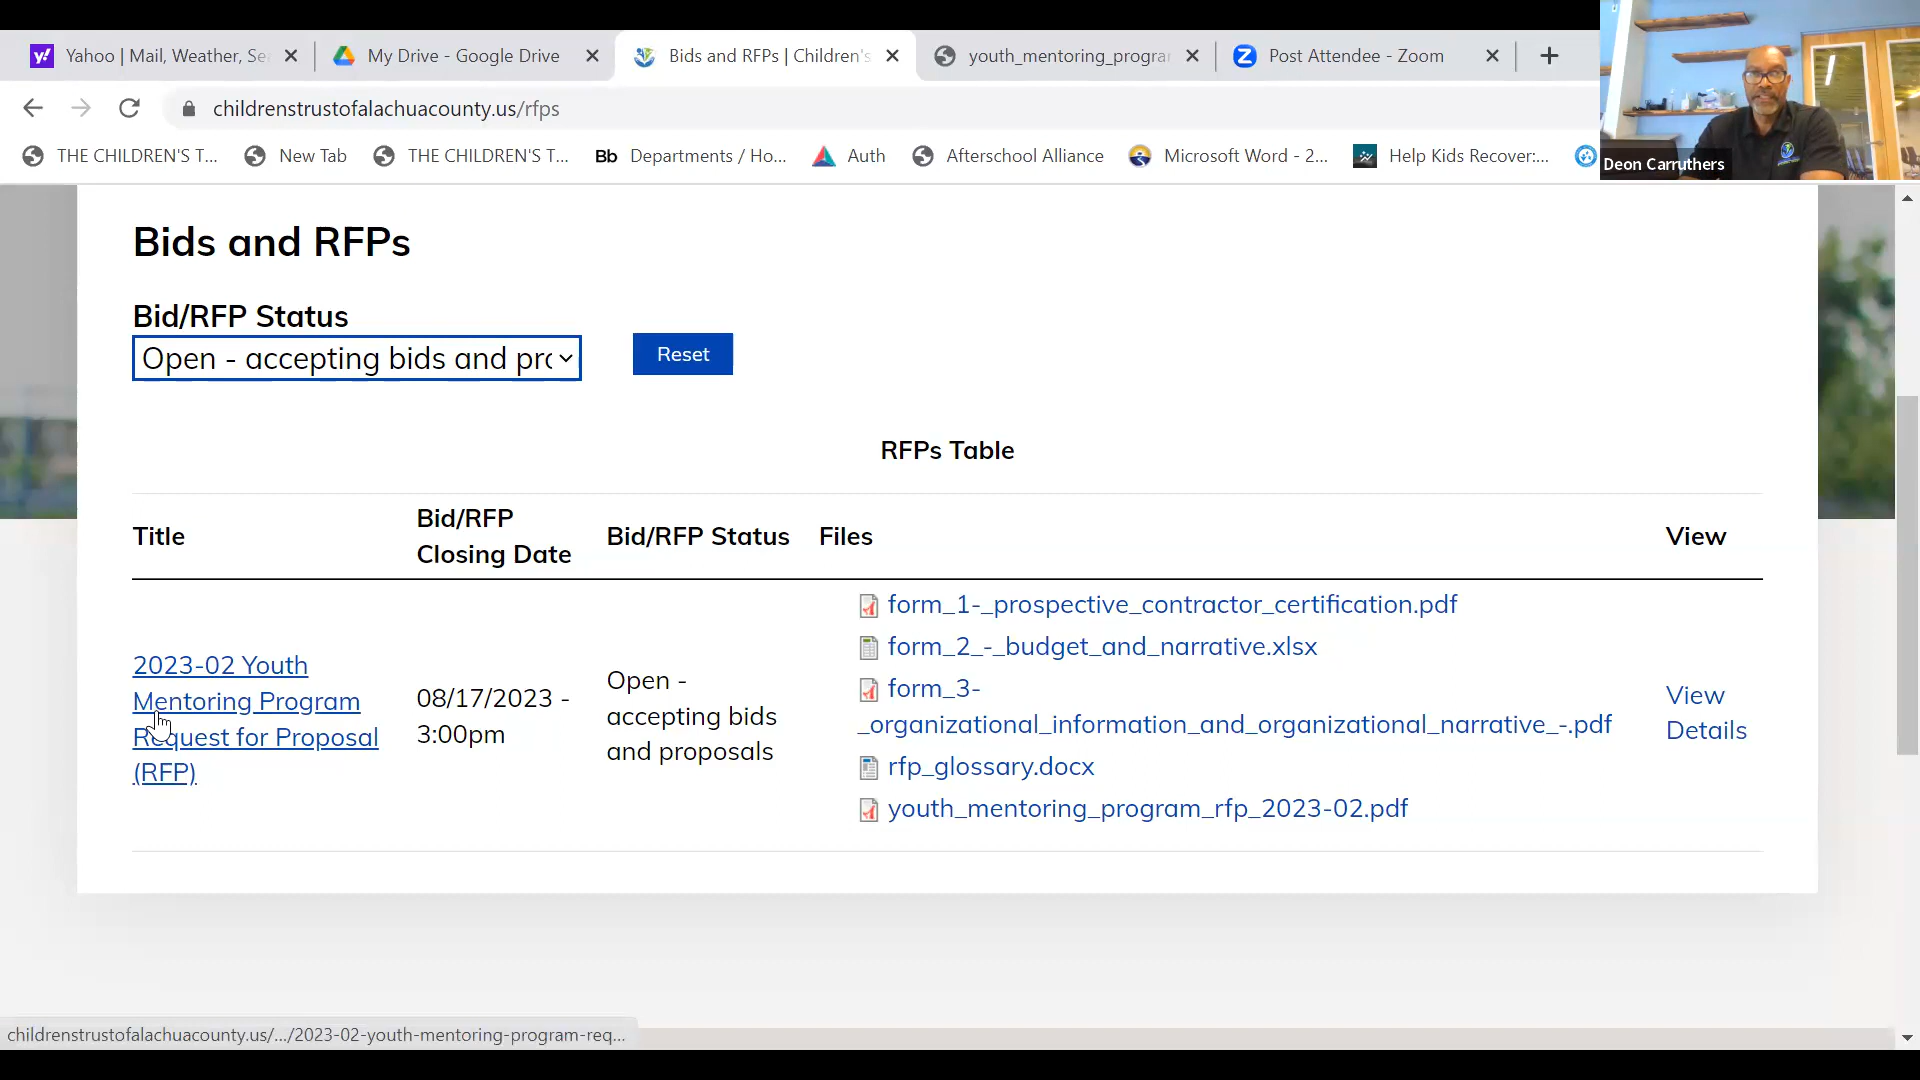 Yahoo | Mail, Weather, Se
My Drive - Google Drive
Bids and RFPs | Children's
youth_mentoring_progra
Post Attendee - Zoom
childrenstrustofalachuacounty.us/rfps
THE CHILDREN'S T...
New Tab
THE CHILDREN'S T...
Bb Departments / Ho...
Auth
Afterschool Alliance
Microsoft Word - 2...
Help Kids Recover:...
Deon Carruthers
Bids and RFPs
Bid/RFP Status
Open - accepting bids and pro
Reset
RFPs Table
Title
Bid/RFP
Closing Date
Bid/RFP Status
Files
View
2023-02 Youth
Mentoring Program
Request for Proposal
(RFP)
08/17/2023 -
3:00pm
Open -
accepting bids
and proposals
form_1-_prospective_contractor_certification.pdf
form_2_-_budget_and_narrative.xlsx
form_3-
_organizational_information_and_organizational_narrative_-.pdf
rfp_glossary.docx
youth_mentoring_program_rfp_2023-02.pdf
View
Details
childrenstrustofalachuacounty.us/.../2023-02-youth-mentoring-program-req...